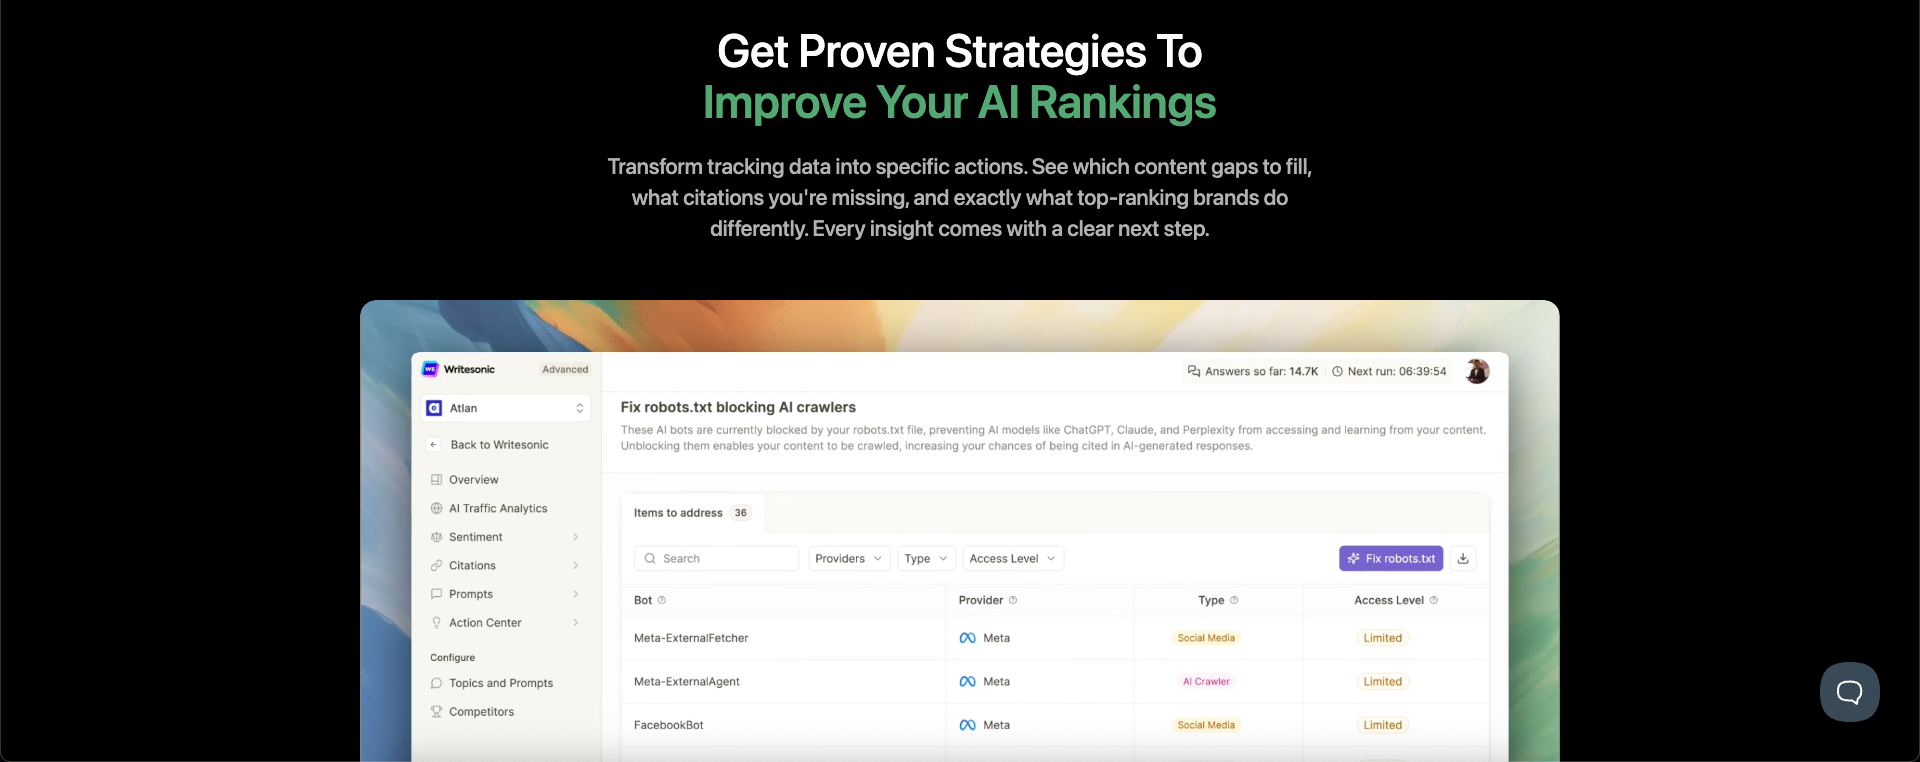 Get Proven Strategies To
Improve Your AI Rankings
Transform tracking data into specific actions. See which content gaps to fill,
what citations you're missing, and exactly what top-ranking brands do
differently. Every insight comes with a clear next step.
ws Writesonic Advanced
Answers so far: 14.7K Next run: 06:39:54
Atlan
Back to Writesonic
Overview
AI Traffic Analytics
Sentiment
Citations
Prompts
Action Center
Configure
Topics and Prompts
Competitors
Fix robots.txt blocking AI crawlers
These AI bots are currently blocked by your robots.txt file, preventing AI models like ChatGPT, Claude, and Perplexity from accessing and learning from your content.
Unblocking them enables your content to be crawled, increasing your chances of being cited in AI-generated responses.
Items to address 36
Search Providers Type Access Level Fix robots.txt
Bot Provider Type Access Level
Meta-ExternalFetcher Meta Social Media Limited
Meta-ExternalAgent Meta AI Crawler Limited
FacebookBot Meta Social Media Limited